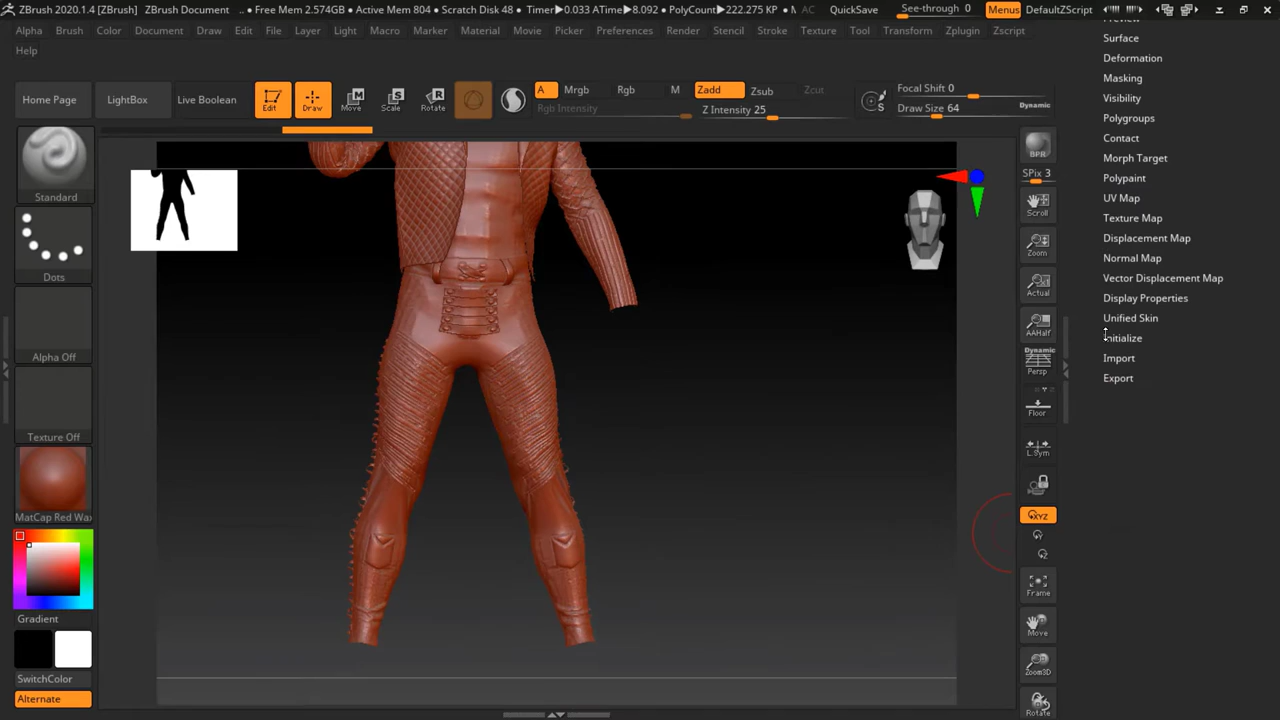 ZBrush 2020.1.4 [ZBrush] ZBrush Document .. • Free Mem 2.574GB • Active Mem 804 • Scratch Disk 48 • Timer▶0.033 ATime▶8.092 • PolyCount▶222.275 KP • AC QuickSave See-through 0 Menus DefaultZScript
Alpha Brush Color Document Draw Edit File Layer Light Macro Marker Material Movie Picker Preferences Render Stencil Stroke Texture Tool Transform Zplugin Zscript
Help
Home Page LightBox Live Boolean Edit Draw Move Scale Rotate A Mrgb Rgb M Zadd Zsub Zcut Focal Shift 0
Rgb Intensity Z Intensity 25 Draw Size 64 Dynamic
Standard
Dots
Alpha Off
Texture Off
MatCap Red Wax
Gradient
SwitchColor
Alternate
BPR
SPix 3
Scroll
Zoom
Actual
AAHalf
Dynamic
Persp
Floor
L.Sym
XYZ
Y
Z
Frame
Move
Zoom3D
Rotate
Preview
Surface
Deformation
Masking
Visibility
Polygroups
Contact
Morph Target
Polypaint
UV Map
Texture Map
Displacement Map
Normal Map
Vector Displacement Map
Display Properties
Unified Skin
Initialize
Import
Export